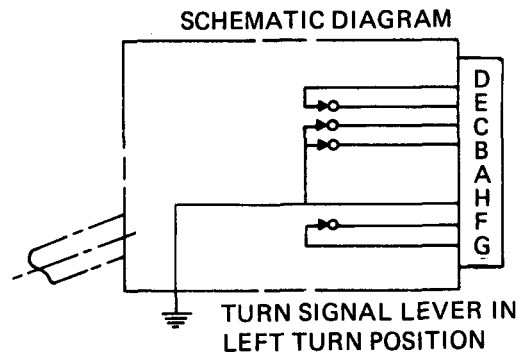 SCHEMATIC DIAGRAM
D
E
C
B
A
H
F
G
TURN SIGNAL LEVER IN
LEFT TURN POSITION